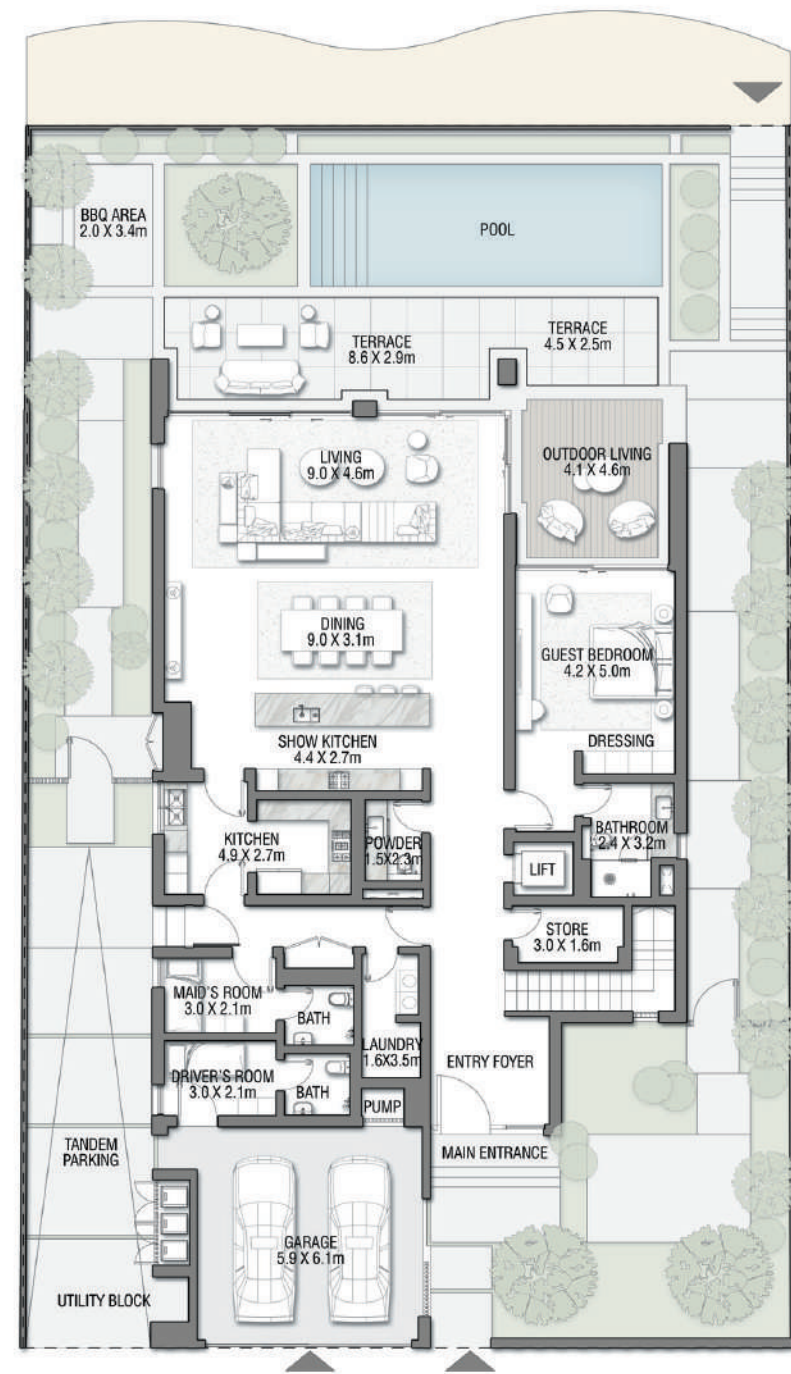 BBQ AREA
2.0 X 3.4m
POOL
TERRACE
8.6 X 2.9m
TERRACE
4.5 X 2.5m
LIVING
9.0 X 4.6m
OUTDOOR LIVING
4.1 X 4.6m
DINING
9.0 X 3.1m
GUEST BEDROOM
4.2 X 5.0m
SHOW KITCHEN
4.4 X 2.7m
DRESSING
KITCHEN
4.9 X 2.7m
POWDER
1.5X2.3m
BATHROOM
2.4 X 3.2m
LIFT
STORE
3.0 X 1.6m
MAID'S ROOM
3.0 X 2.1m
BATH
LAUNDRY
1.6X3.5m
ENTRY FOYER
DRIVER'S ROOM
3.0 X 2.1m
BATH
PUMP
TANDEM
PARKING
MAIN ENTRANCE
GARAGE
5.9 X 6.1m
UTILITY BLOCK